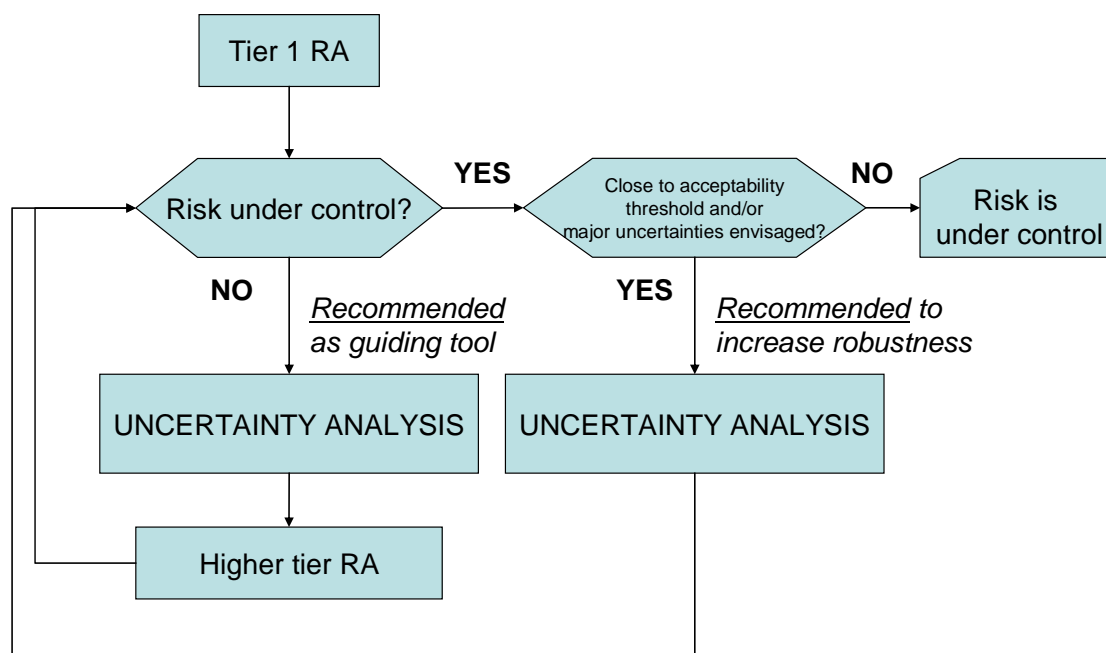 Tier 1 RA
Risk under control?
YES
Close to acceptability
threshold and/or
major uncertainties envisaged?
NO
Risk is
under control
NO
Recommended
as guiding tool
YES
Recommended to
increase robustness
UNCERTAINTY ANALYSIS
UNCERTAINTY ANALYSIS
Higher tier RA